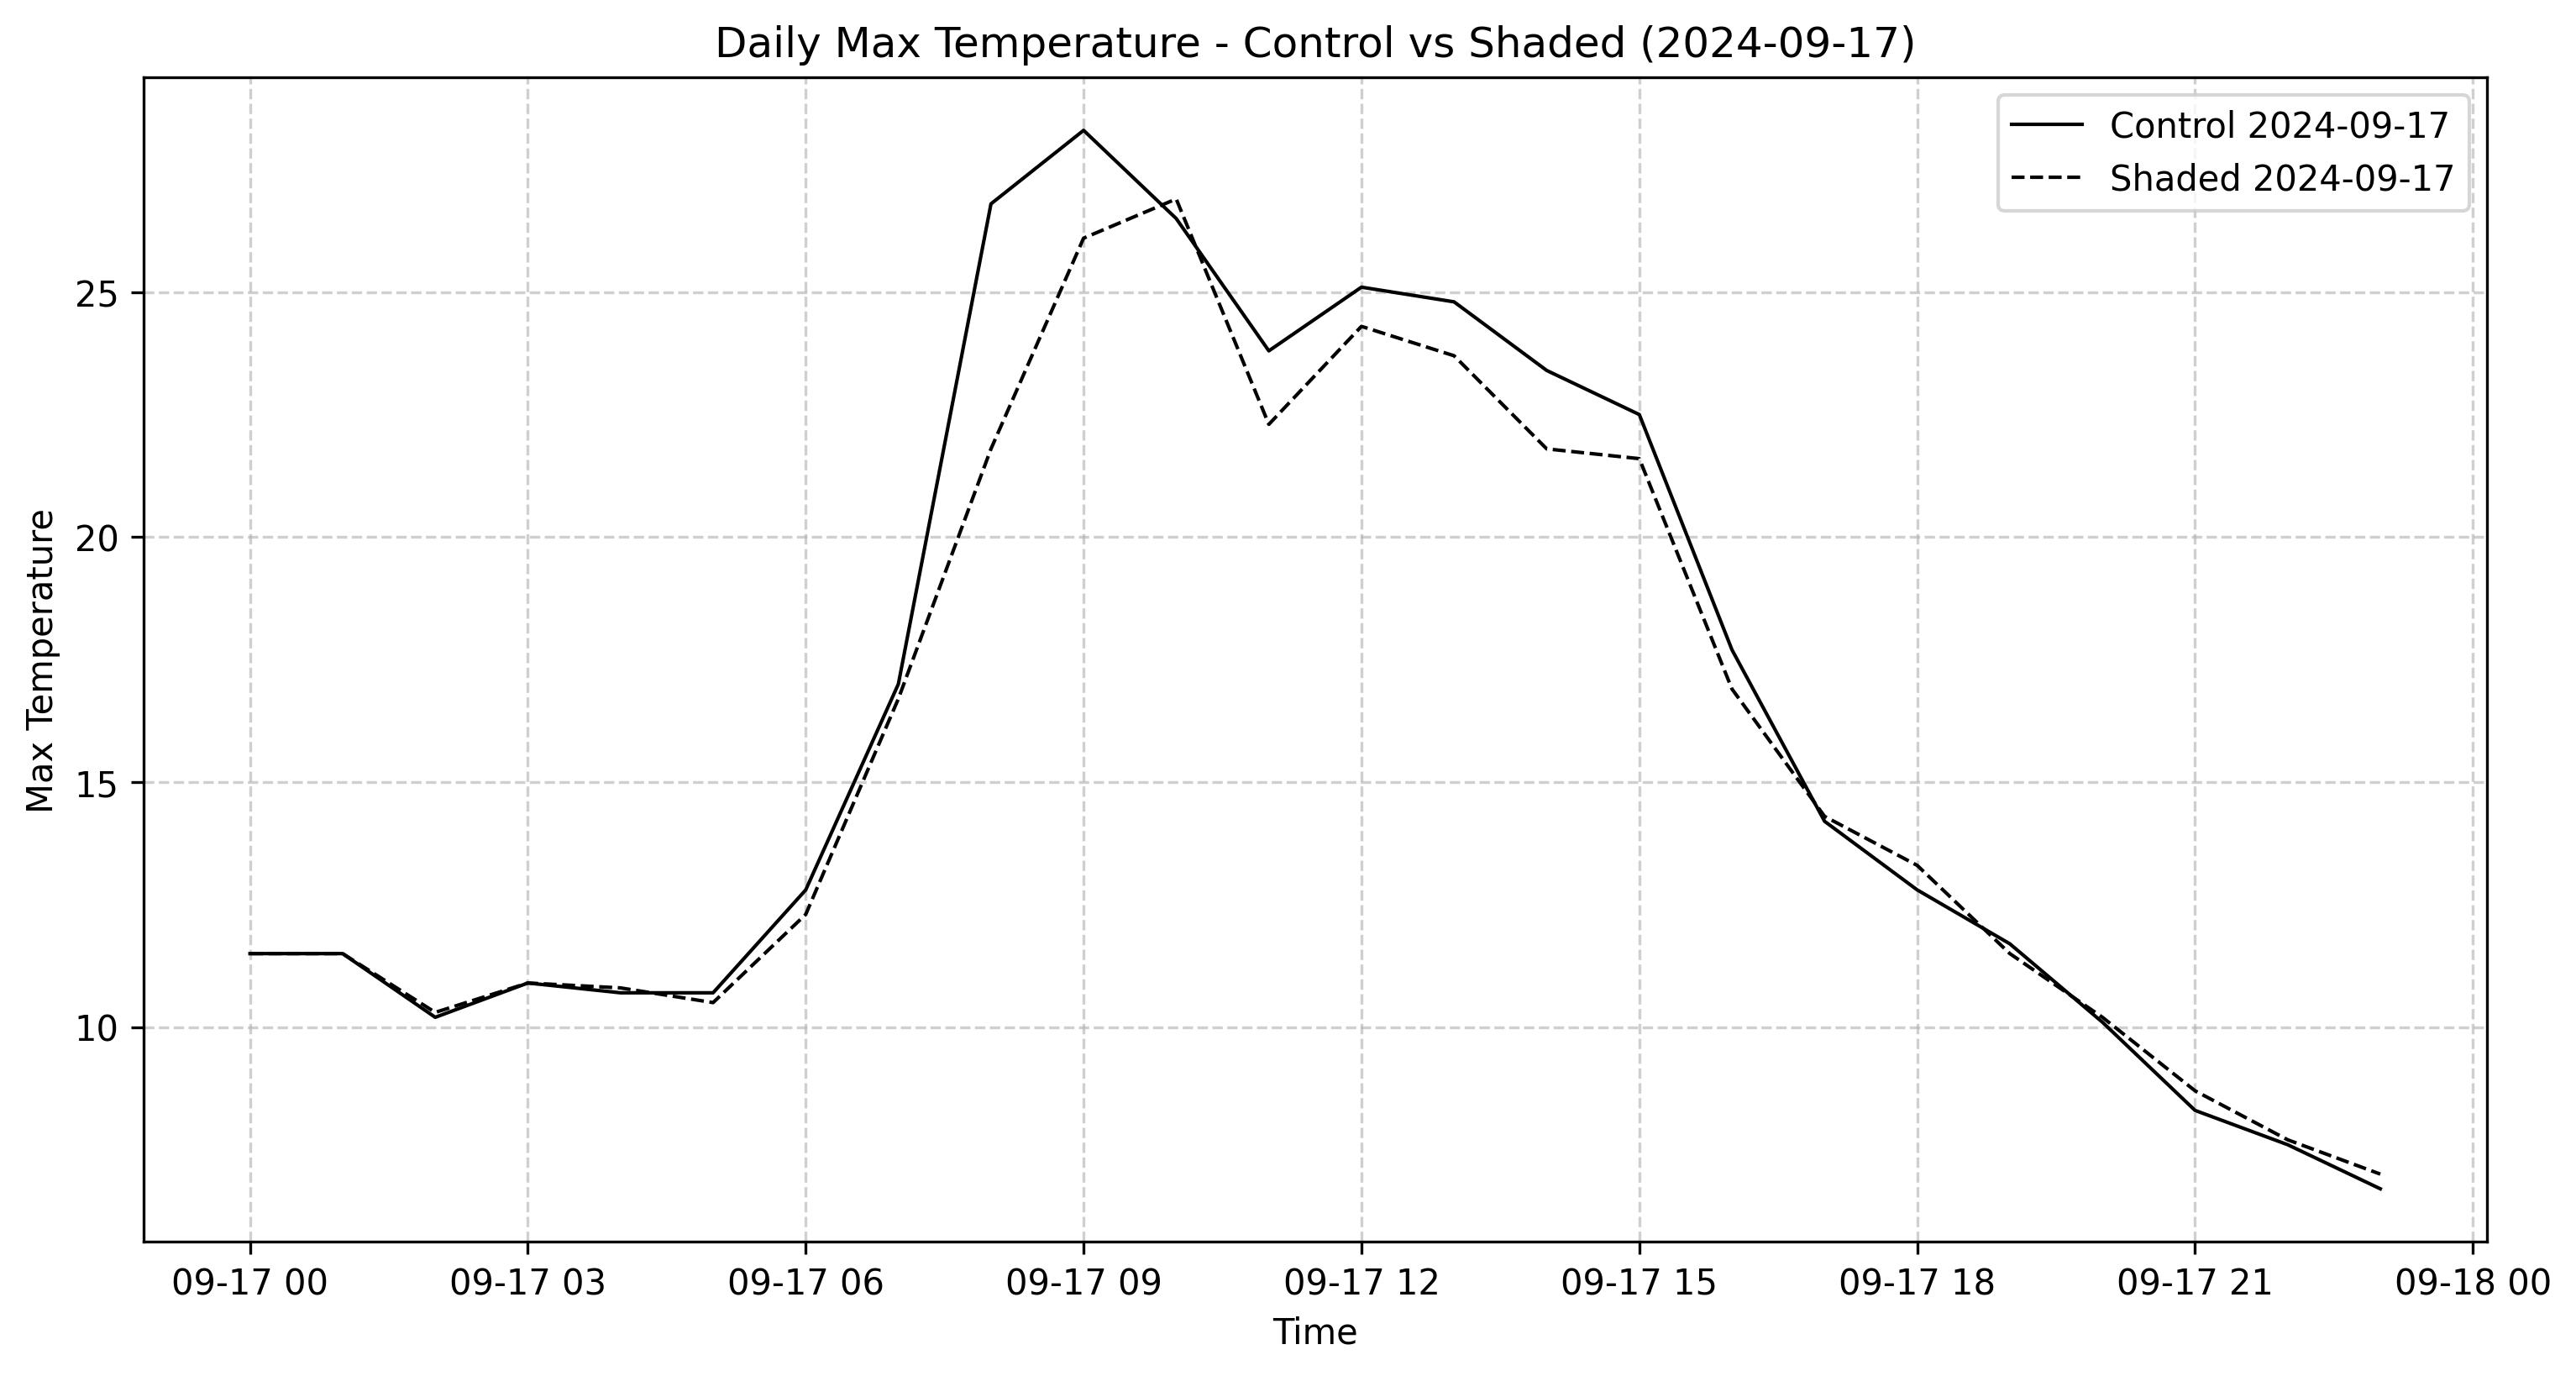 Daily Max Temperature - Control vs Shaded (2024-09-17)
Control 2024-09-17
Shaded 2024-09-17
Max Temperature
25
20
15
10
09-17 00 09-17 03 09-17 06 09-17 09 09-17 12 09-17 15 09-17 18 09-17 21 09-18 00
Time